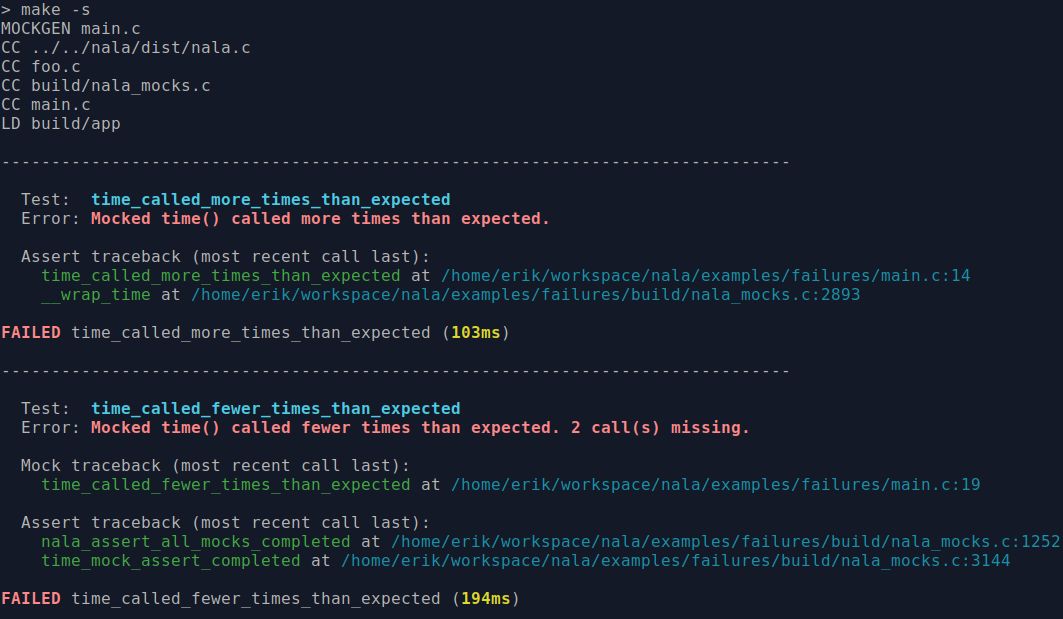 > make -s
MOCKGEN main.c
CC ../../nala/dist/nala.c
CC foo.c
CC build/nala_mocks.c
CC main.c
LD build/app
-------------------------------------------------------------------------------
Test:  time_called_more_times_than_expected
Error: Mocked time() called more times than expected.
Assert traceback (most recent call last):
time_called_more_times_than_expected at /home/erik/workspace/nala/examples/failures/main.c:14
__wrap_time at /home/erik/workspace/nala/examples/failures/build/nala_mocks.c:2893
FAILED time_called_more_times_than_expected (103ms)
-------------------------------------------------------------------------------
Test:  time_called_fewer_times_than_expected
Error: Mocked time() called fewer times than expected. 2 call(s) missing.
Mock traceback (most recent call last):
time_called_fewer_times_than_expected at /home/erik/workspace/nala/examples/failures/main.c:19
Assert traceback (most recent call last):
nala_assert_all_mocks_completed at /home/erik/workspace/nala/examples/failures/build/nala_mocks.c:1252
time_mock_assert_completed at /home/erik/workspace/nala/examples/failures/build/nala_mocks.c:3144
FAILED time_called_fewer_times_than_expected (194ms)